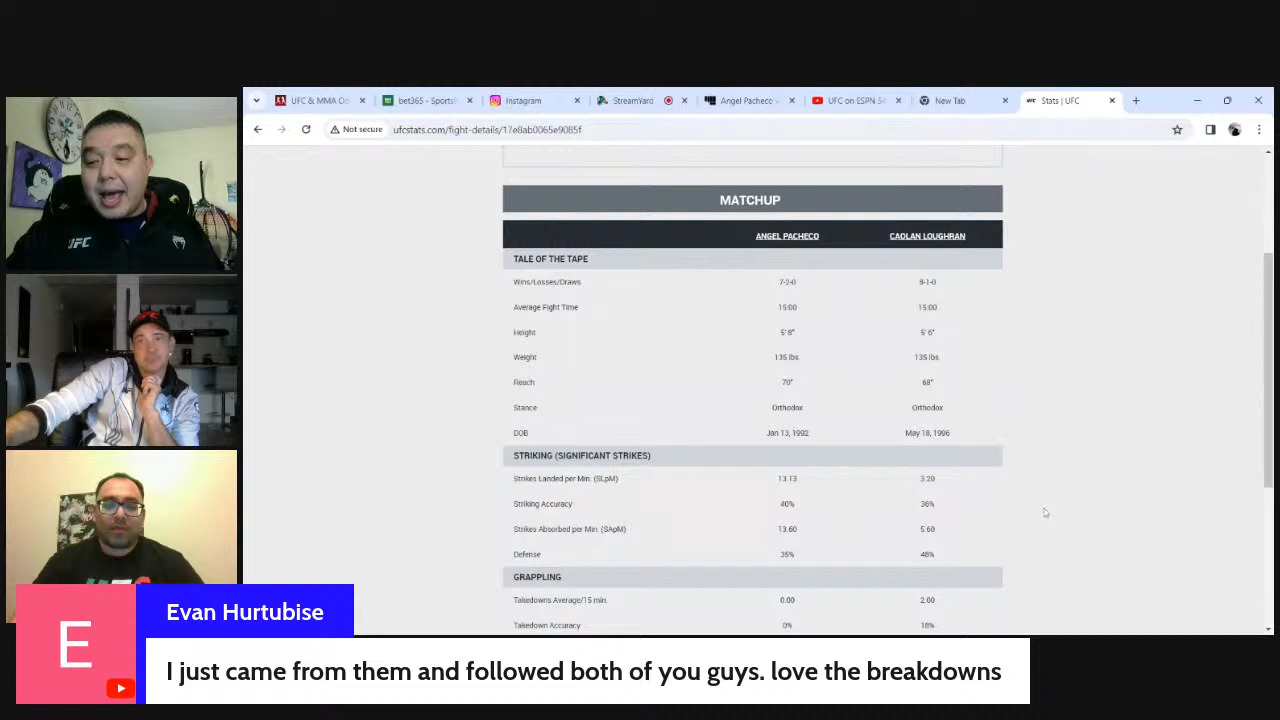 UFC & MMA Od
bet365 - Sportsb
Instagram
StreamYard
Angel Pacheco v
UFC on ESPN 54
New Tab
Stats | UFC
Not secure
ufcstats.com/fight-details/17e8ab0065e9085f
MATCHUP
ANGEL PACHECO CAOLAN LOUGHRAN
TALE OF THE TAPE
Wins/Losses/Draws 7-2-0 8-1-0
Average Fight Time 15:00 15:00
Height 5' 8" 5' 6"
Weight 135 lbs. 135 lbs.
Reach 70" 68"
Stance Orthodox Orthodox
DOB Jan 13, 1992 May 18, 1996
STRIKING (SIGNIFICANT STRIKES)
Strikes Landed per Min. (SLpM) 13.13 3.20
Striking Accuracy 40% 36%
Strikes Absorbed per Min. (SApM) 13.60 5.60
Defense 35% 48%
GRAPPLING
Takedowns Average/15 min. 0.00 2.00
Takedown Accuracy 0% 18%
UFC
E
Evan Hurtubise
I just came from them and followed both of you guys. love the breakdowns